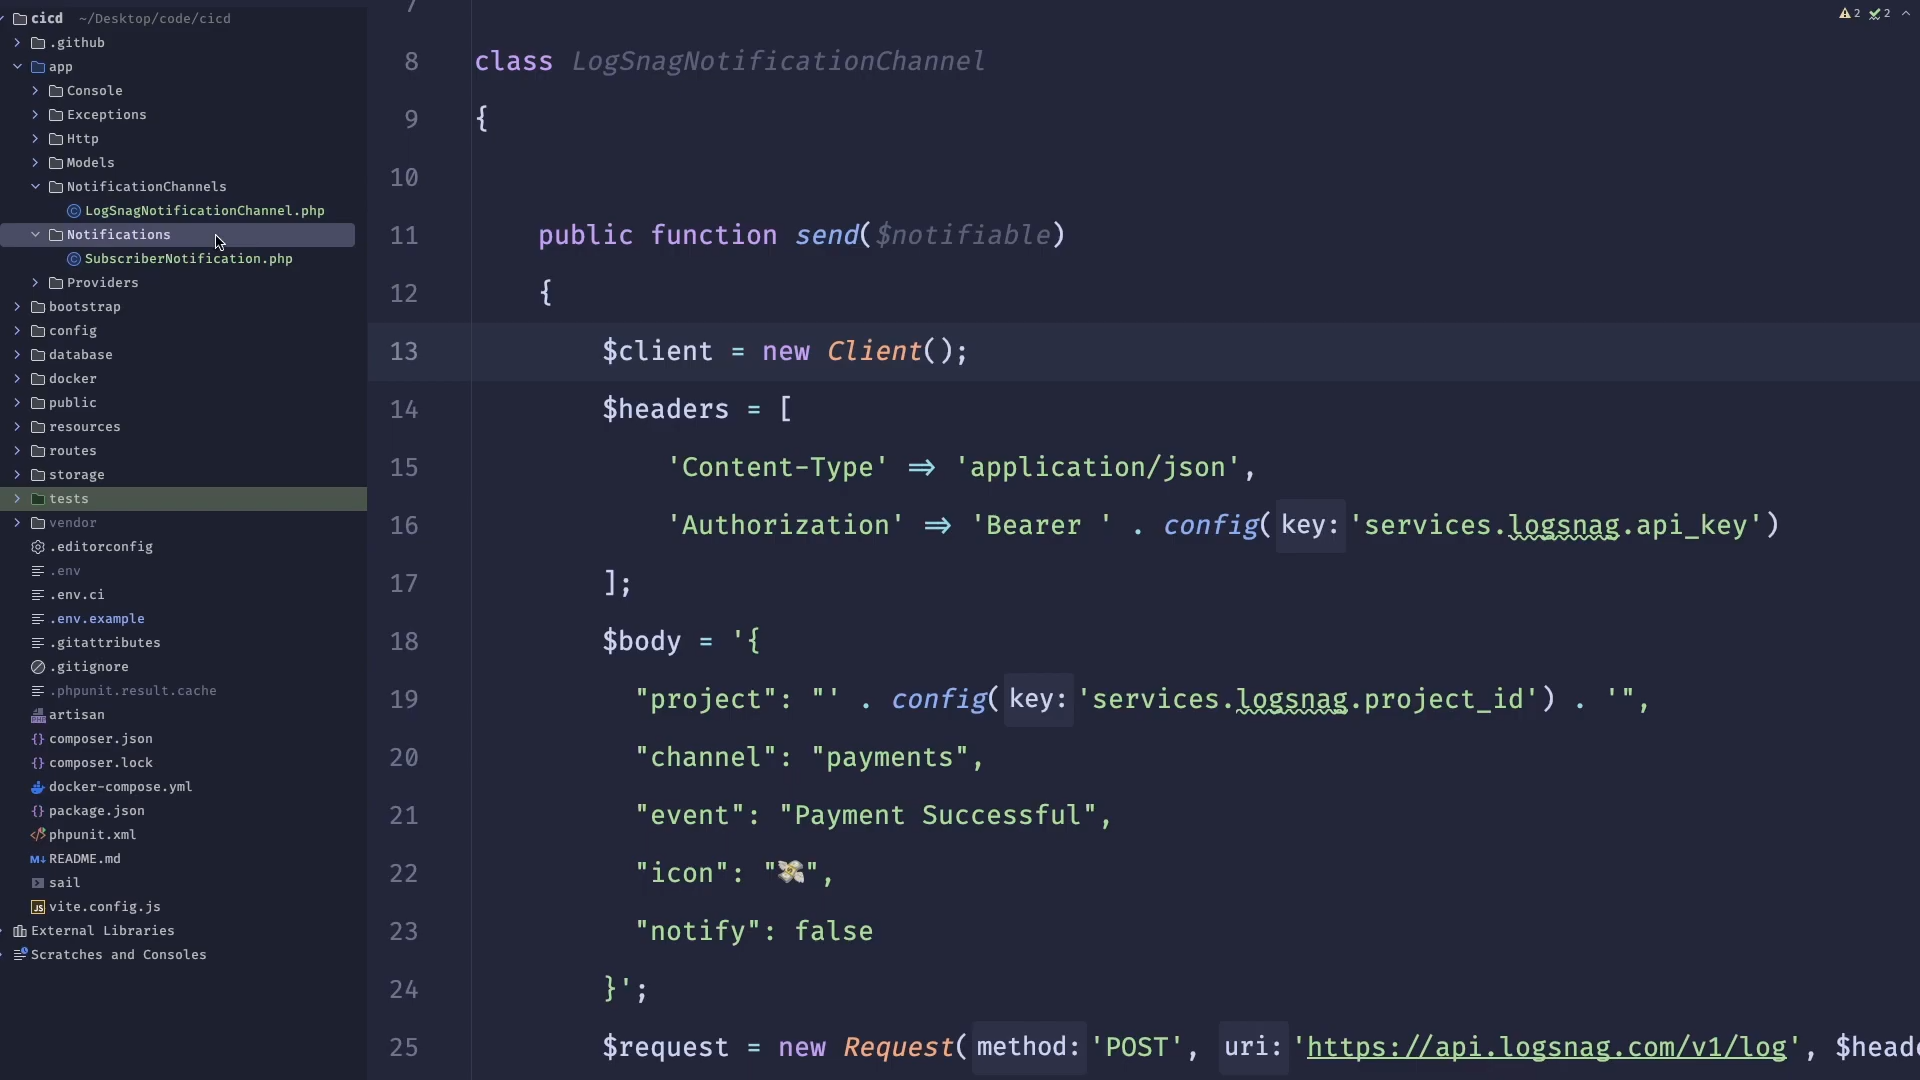 cicd ~/Desktop/code/cicd
.github
app
Console
Exceptions
Http
Models
NotificationChannels
LogSnagNotificationChannel.php
Notifications
SubscriberNotification.php
Providers
bootstrap
config
database
docker
public
resources
routes
storage
tests
vendor
.editorconfig
.env
.env.ci
.env.example
.gitattributes
.gitignore
.phpunit.result.cache
artisan
composer.json
composer.lock
docker-compose.yml
package.json
phpunit.xml
README.md
sail
vite.config.js
External Libraries
Scratches and Consoles
2 2
7
8 class LogSnagNotificationChannel
9 {
10
11 public function send($notifiable)
12 {
13 $client = new Client();
14 $headers = [
15 'Content-Type' => 'application/json',
16 'Authorization' => 'Bearer ' . config( key: 'services.logsnag.api_key')
17 ];
18 $body = '{
19 "project": "' . config( key: 'services.logsnag.project_id') . '",
20 "channel": "payments",
21 "event": "Payment Successful",
22 "icon": "💸",
23 "notify": false
24 }';
25 $request = new Request( method: 'POST', uri: 'https://api.logsnag.com/v1/log', $head